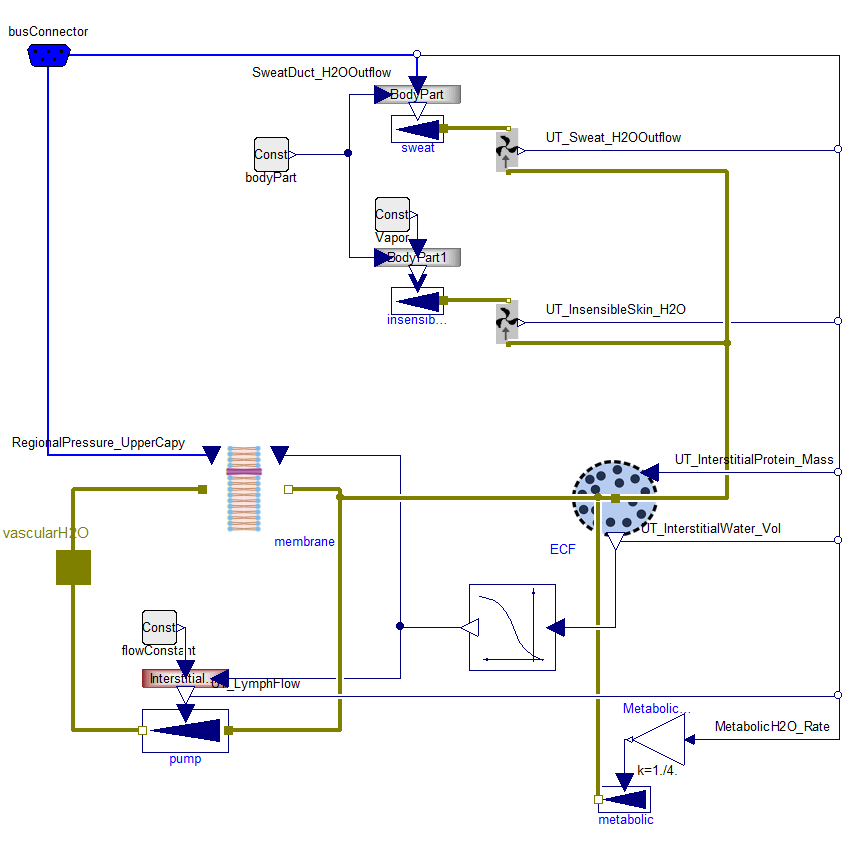 busConnector
SweatDuct_H2OOutflow
BodyPart
sweat
UT_Sweat_H2OOutflow
Const
bodyPart
Const
Vapor
BodyPart1
insensib...
UT_InsensibleSkin_H2O
RegionalPressure_UpperCapy
UT_InterstitialProtein_Mass
UT_InterstitialWater_Vol
vascularH2O
membrane
ECF
Const
flowConstant
Interstitial...
UT_LymphFlow
pump
Metabolic...
MetabolicH2O_Rate
k=1./4.
metabolic